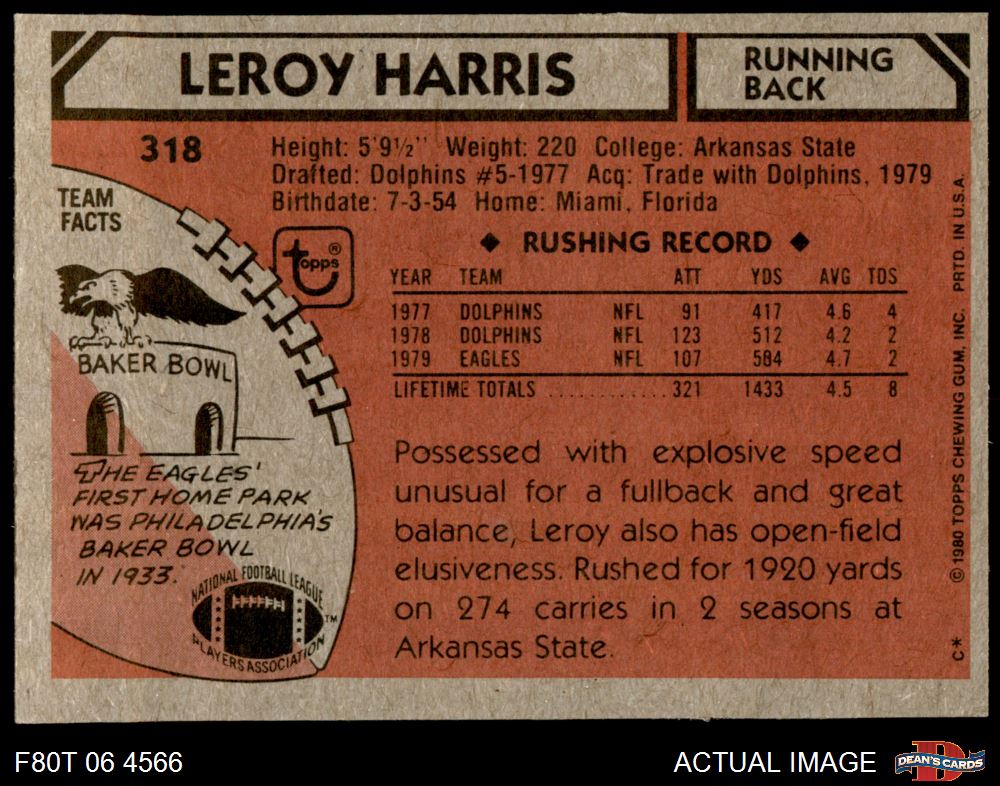 LEROY HARRIS
RUNNING
BACK
318
Height: 5'9½" Weight: 220 College: Arkansas State
Drafted: Dolphins #5-1977 Acq: Trade with Dolphins, 1979
Birthdate: 7-3-54 Home: Miami, Florida
TEAM
FACTS
topps®
◆ RUSHING RECORD ◆
YEAR TEAM ATT YDS AVG TDS
1977 DOLPHINS NFL 91 417 4.6 4
1978 DOLPHINS NFL 123 512 4.2 2
1979 EAGLES NFL 107 504 4.7 2
LIFETIME TOTALS ........... 321 1433 4.5 8
BAKER BOWL
THE EAGLES'
FIRST HOME PARK
WAS PHILADELPHIA'S
BAKER BOWL
IN 1933.
NATIONAL FOOTBALL LEAGUE
PLAYERS ASSOCIATION
TM
Possessed with explosive speed
unusual for a fullback and great
balance, Leroy also has open-field
elusiveness. Rushed for 1920 yards
on 274 carries in 2 seasons at
Arkansas State.
C* © 1980 TOPPS CHEWING GUM, INC. PRTD. IN U.S.A.
F80T 06 4566
ACTUAL IMAGE
D
DEAN'S CARDS